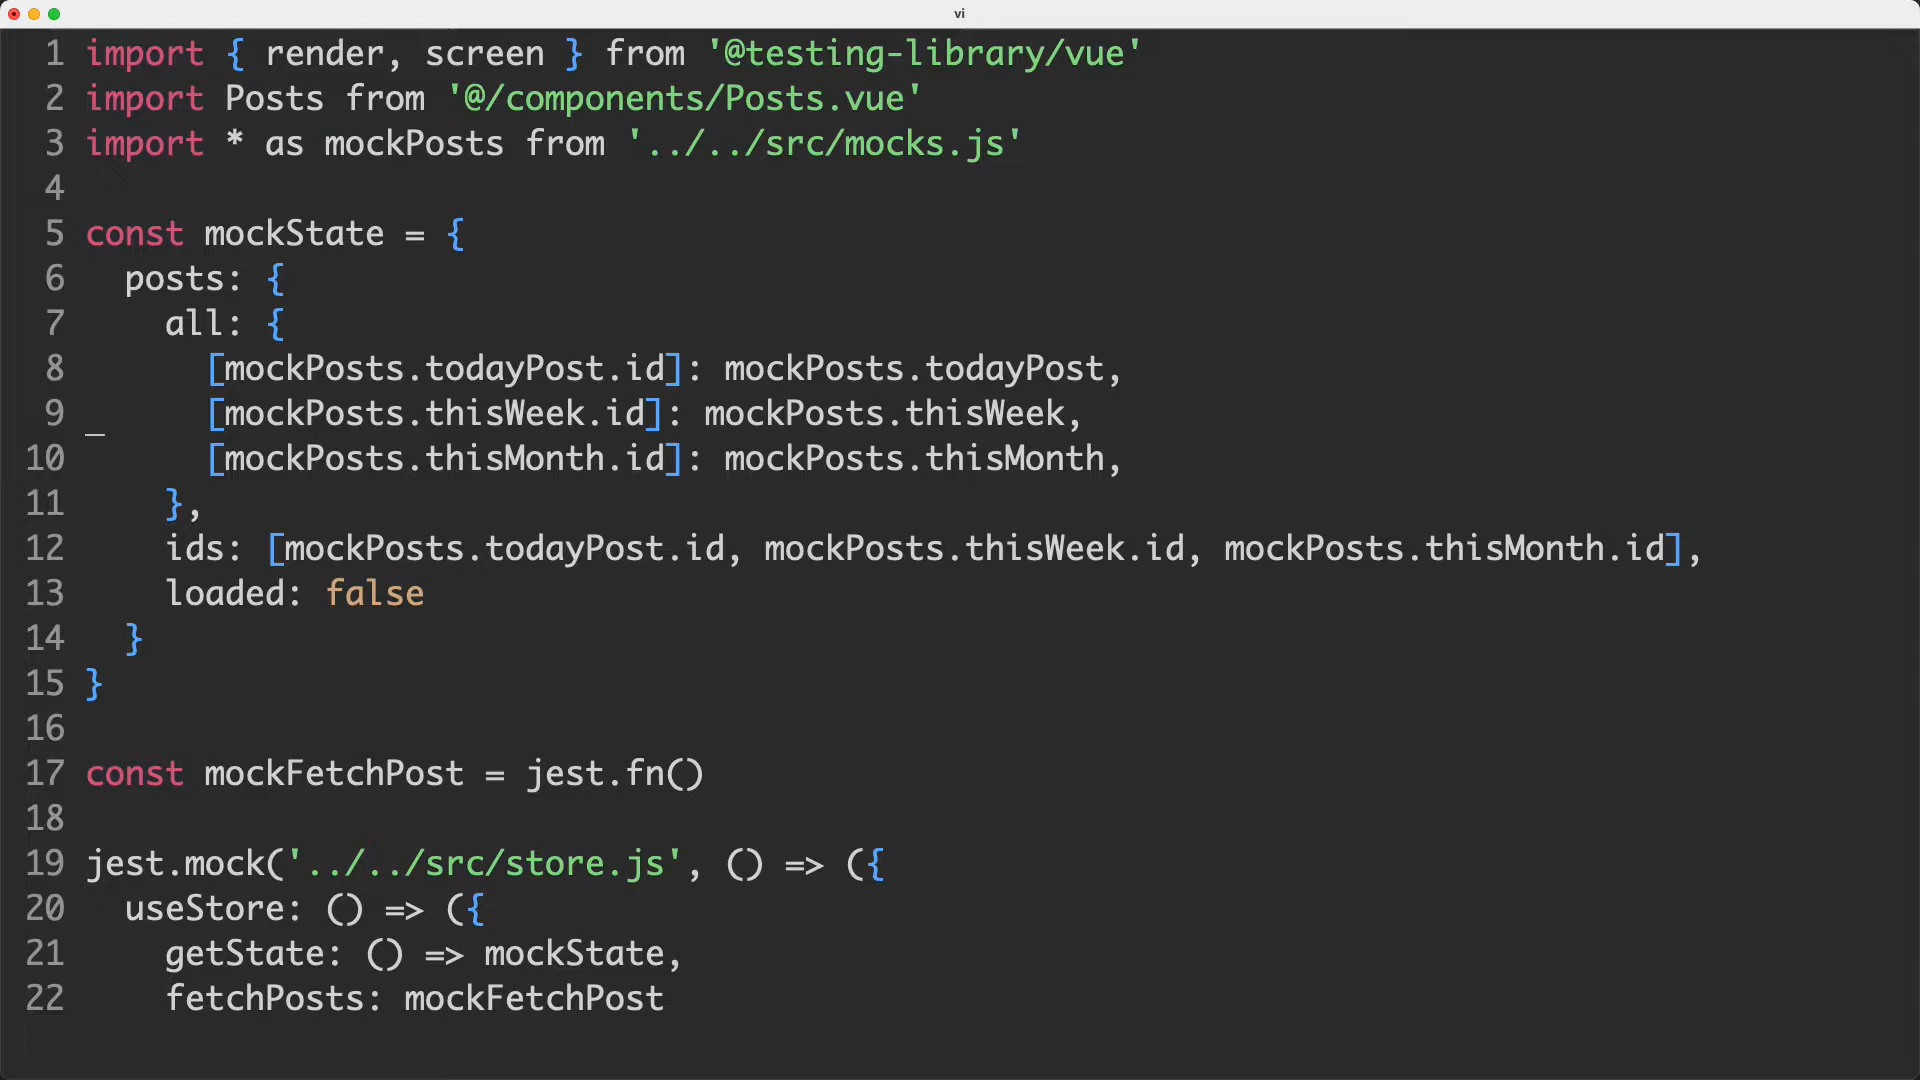 vi
1 import { render, screen } from '@testing-library/vue'
2 import Posts from '@/components/Posts.vue'
3 import * as mockPosts from '../../src/mocks.js'
4
5 const mockState = {
6   posts: {
7     all: {
8       [mockPosts.todayPost.id]: mockPosts.todayPost,
9       [mockPosts.thisWeek.id]: mockPosts.thisWeek,
10       [mockPosts.thisMonth.id]: mockPosts.thisMonth,
11     },
12     ids: [mockPosts.todayPost.id, mockPosts.thisWeek.id, mockPosts.thisMonth.id],
13     loaded: false
14   }
15 }
16
17 const mockFetchPost = jest.fn()
18
19 jest.mock('../../src/store.js', () => ({
20   useStore: () => ({
21     getState: () => mockState,
22     fetchPosts: mockFetchPost